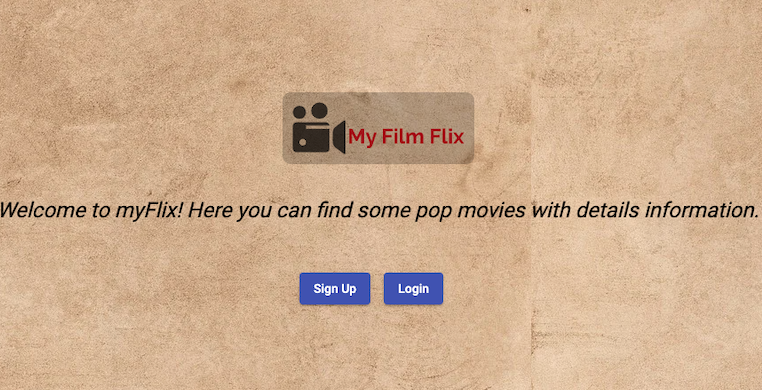 My Film Flix
Welcome to myFlix! Here you can find some pop movies with details information.
Sign Up
Login